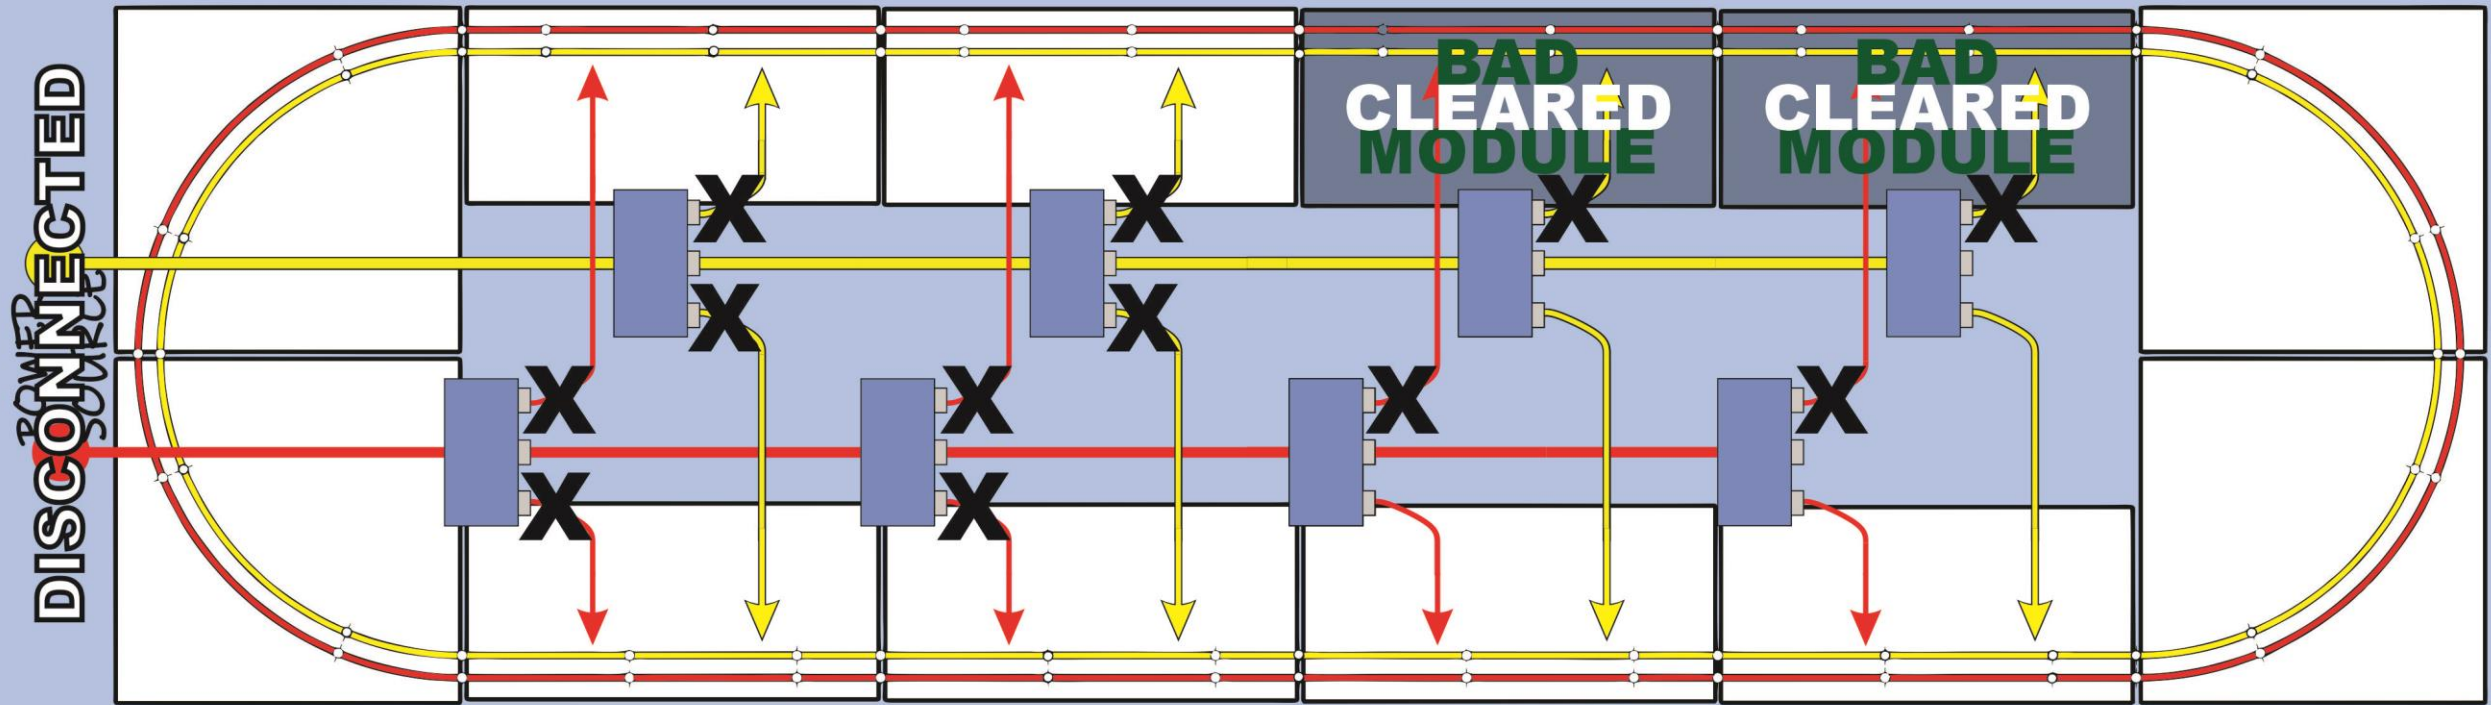 DISCONNECTED
POWER
SOURCE
BAD
CLEARED
MODULE
BAD
CLEARED
MODULE
X X X X
X X
X X X X
X X